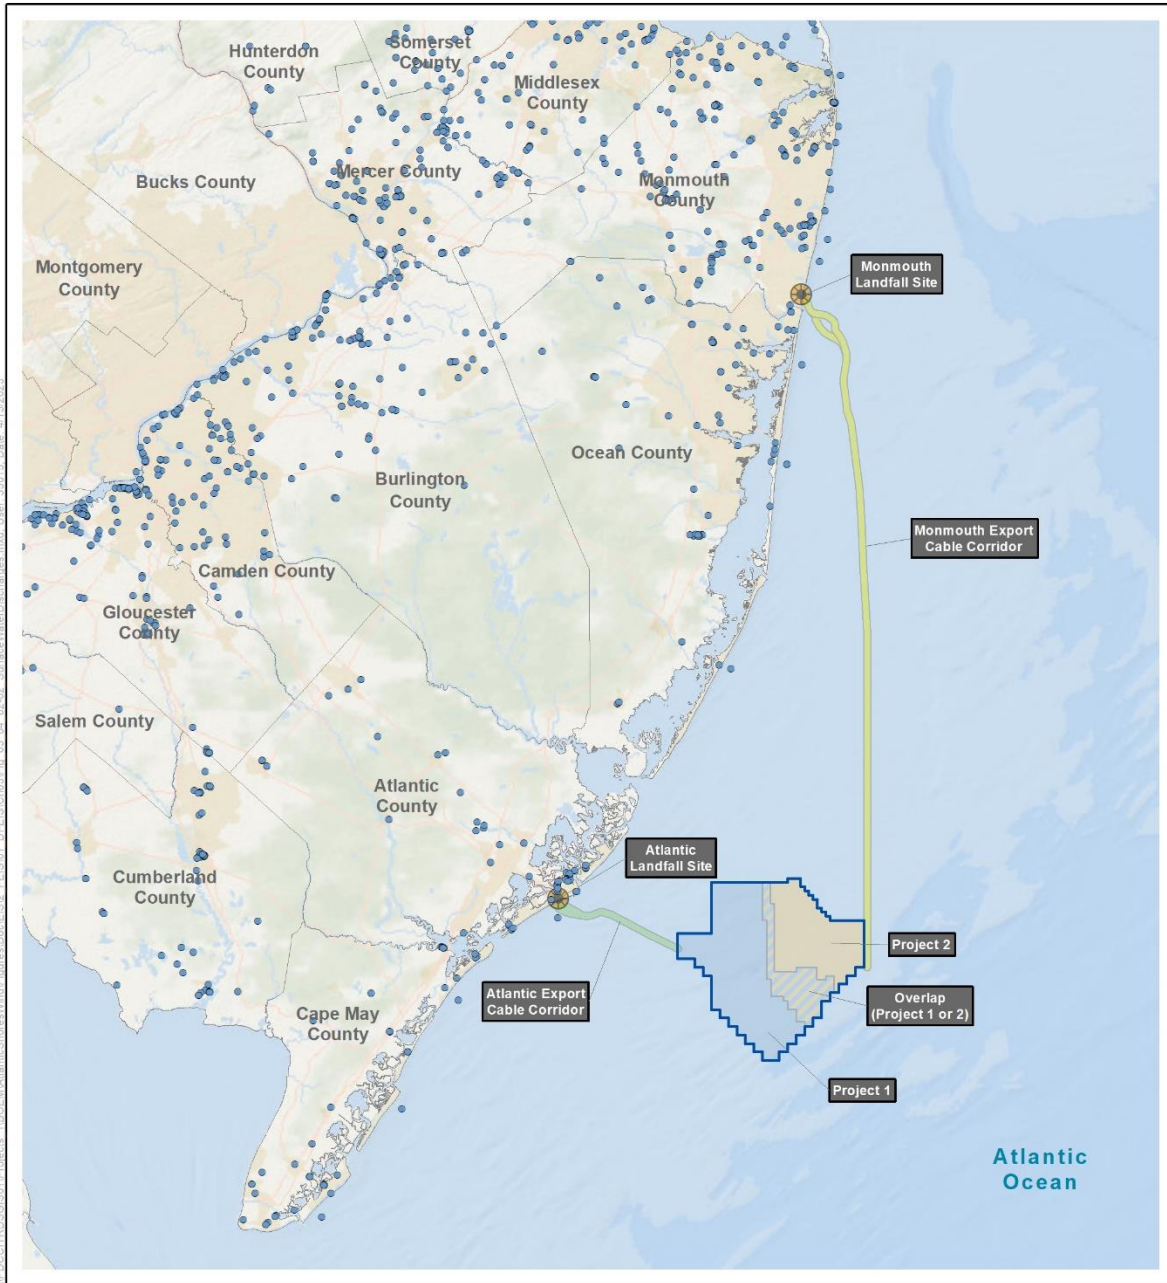 Hunterdon
County
Somerset
County
Middlesex
County
Bucks County
Mercer County
Monmouth
County
Montgomery
County
Monmouth
Landfall Site
Ocean County
Burlington
County
Monmouth Export
Cable Corridor
Camden County
Gloucester
County
Salem County
Atlantic
County
Atlantic
Landfall Site
Cumberland
County
Project 2
Atlantic Export
Cable Corridor
Overlap
(Project 1 or 2)
Cape May
County
Project 1
Atlantic
Ocean